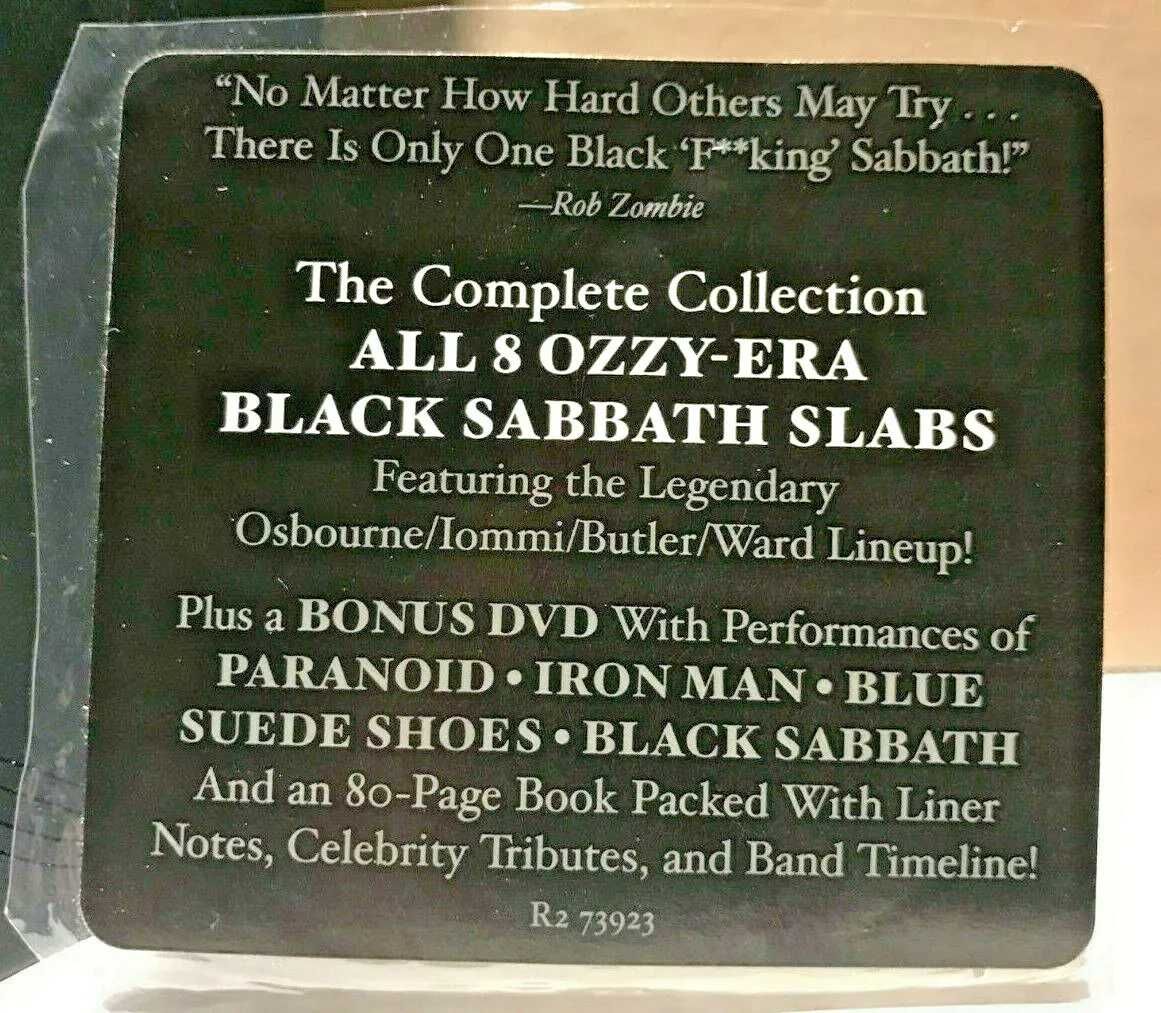 “No Matter How Hard Others May Try . . .
There Is Only One Black ‘F**king’ Sabbath!”
—Rob Zombie
The Complete Collection
ALL 8 OZZY-ERA
BLACK SABBATH SLABS
Featuring the Legendary
Osbourne/Iommi/Butler/Ward Lineup!
Plus a BONUS DVD With Performances of
PARANOID • IRON MAN • BLUE
SUEDE SHOES • BLACK SABBATH
And an 80-Page Book Packed With Liner
Notes, Celebrity Tributes, and Band Timeline!
R2 73923